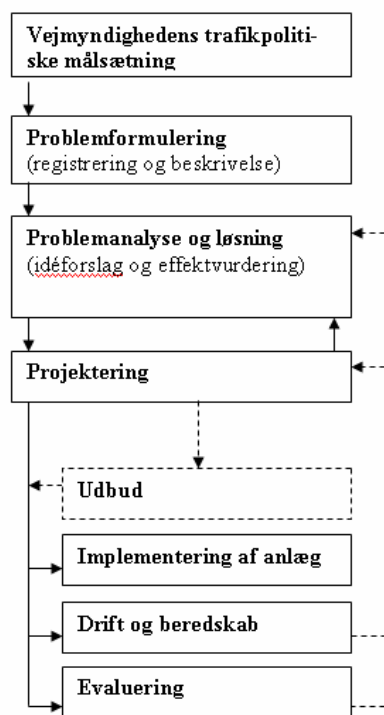 Vejmyndighedens trafikpoliti-
ske målsætning
Problemformulering
(registrering og beskrivelse)
Problemanalyse og løsning
(idéforslag og effektvurdering)
Projektering
Udbud
Implementering af anlæg
Drift og beredskab
Evaluering